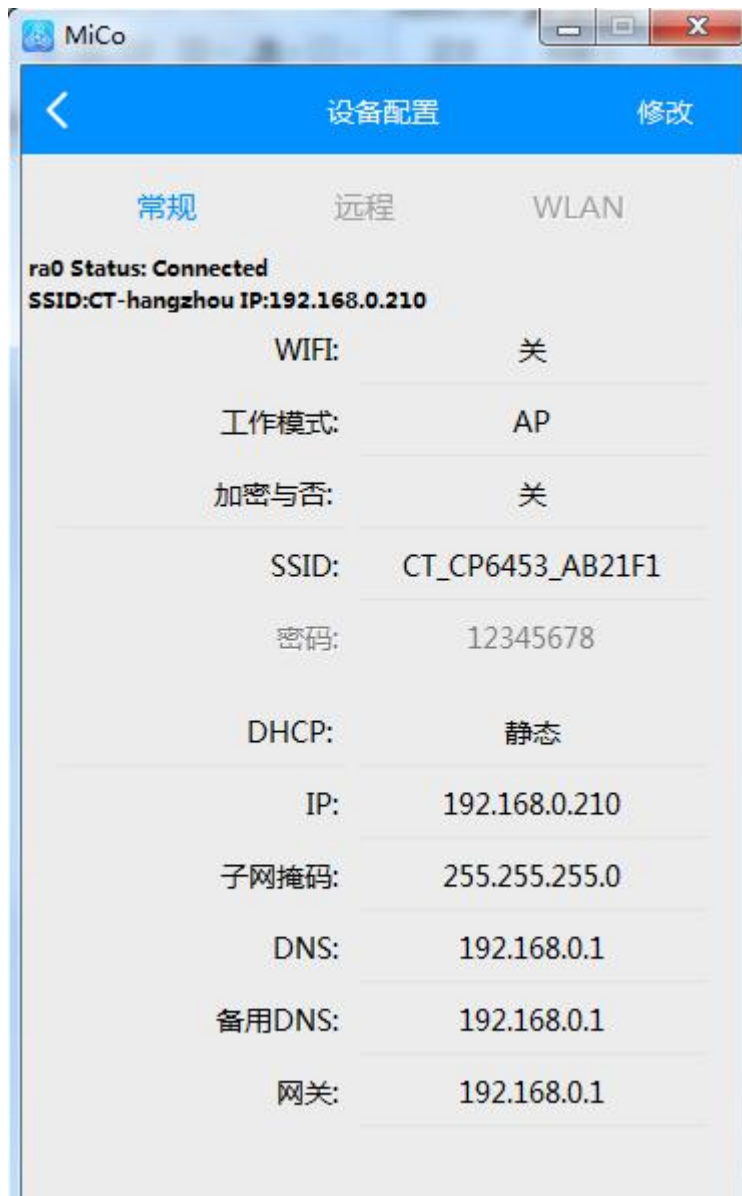 MiCo
设备配置 修改
常规 远程 WLAN
ra0 Status: Connected
SSID:CT-hangzhou IP:192.168.0.210
WIFI: 关
工作模式: AP
加密与否: 关
SSID: CT_CP6453_AB21F1
密码: 12345678
DHCP: 静态
IP: 192.168.0.210
子网掩码: 255.255.255.0
DNS: 192.168.0.1
备用DNS: 192.168.0.1
网关: 192.168.0.1